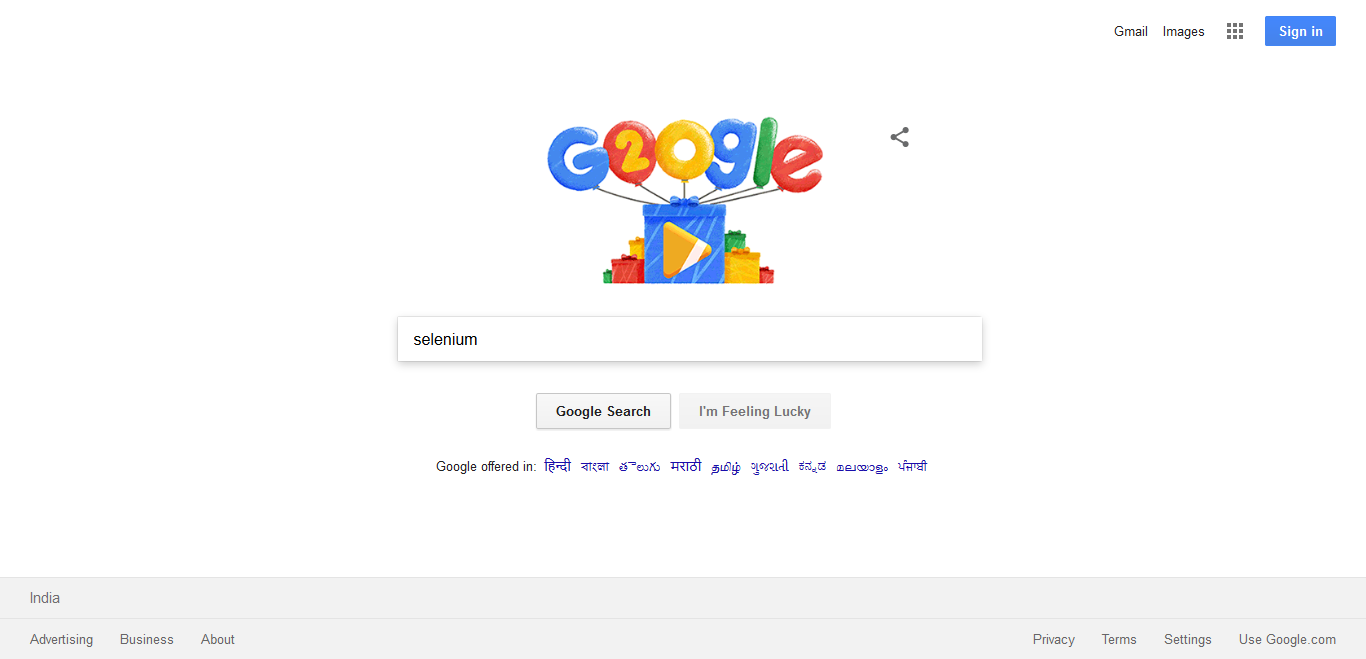 Gmail Images Sign in
G20gle
selenium
Google Search I'm Feeling Lucky
Google offered in: हिन्दी বাংলা తెలుగు मराठी தமிழ் ગુજરાતી ಕನ್ನಡ മലയാളം ਪੰਜਾਬੀ
India
Advertising Business About Privacy Terms Settings Use Google.com